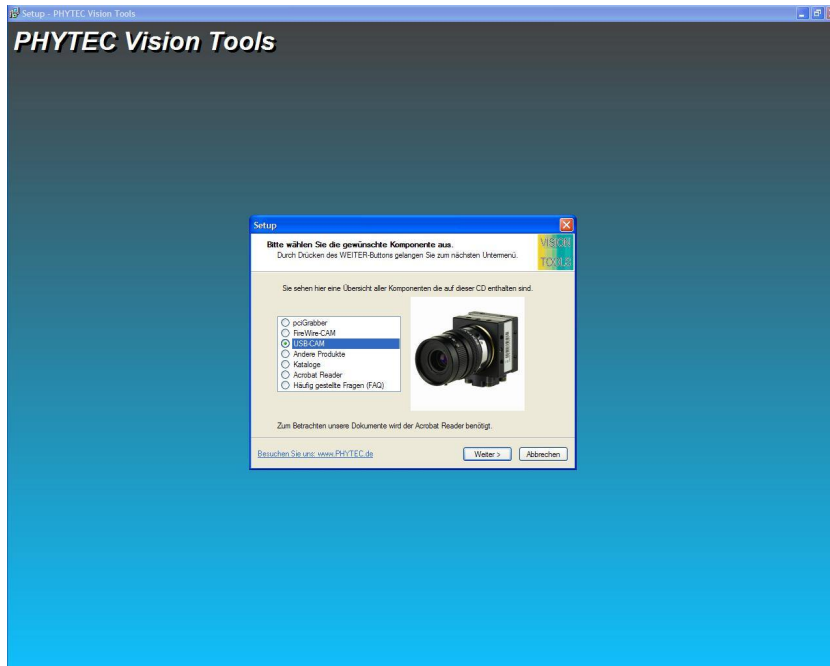 Setup - PHYTEC Vision Tools
PHYTEC Vision Tools
Setup
Bitte wählen Sie die gewünschte Komponente aus.
Durch Drücken des WEITER-Buttons gelangen Sie zum nächsten Untermenü.
VISION
TOOLS
Sie sehen hier eine Übersicht aller Komponenten die auf dieser CD enthalten sind.
pciGrabber
FireWire-CAM
USB-CAM
Andere Produkte
Kataloge
Acrobat Reader
Häufig gestellte Fragen (FAQ)
Zum Betrachten unsere Dokumente wird der Acrobat Reader benötigt.
Besuchen Sie uns: www.PHYTEC.de
Weiter >
Abbrechen